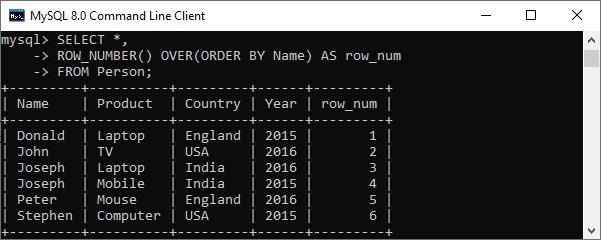 MySQL 8.0 Command Line Client
mysql> SELECT *,
    -> ROW_NUMBER() OVER(ORDER BY Name) AS row_num
    -> FROM Person;
+---------+----------+---------+------+---------+
| Name    | Product  | Country | Year | row_num |
+---------+----------+---------+------+---------+
| Donald  | Laptop   | England | 2015 |       1 |
| John    | TV       | USA     | 2016 |       2 |
| Joseph  | Laptop   | India   | 2016 |       3 |
| Joseph  | Mobile   | India   | 2015 |       4 |
| Peter   | Mouse    | England | 2016 |       5 |
| Stephen | Computer | USA     | 2015 |       6 |
+---------+----------+---------+------+---------+